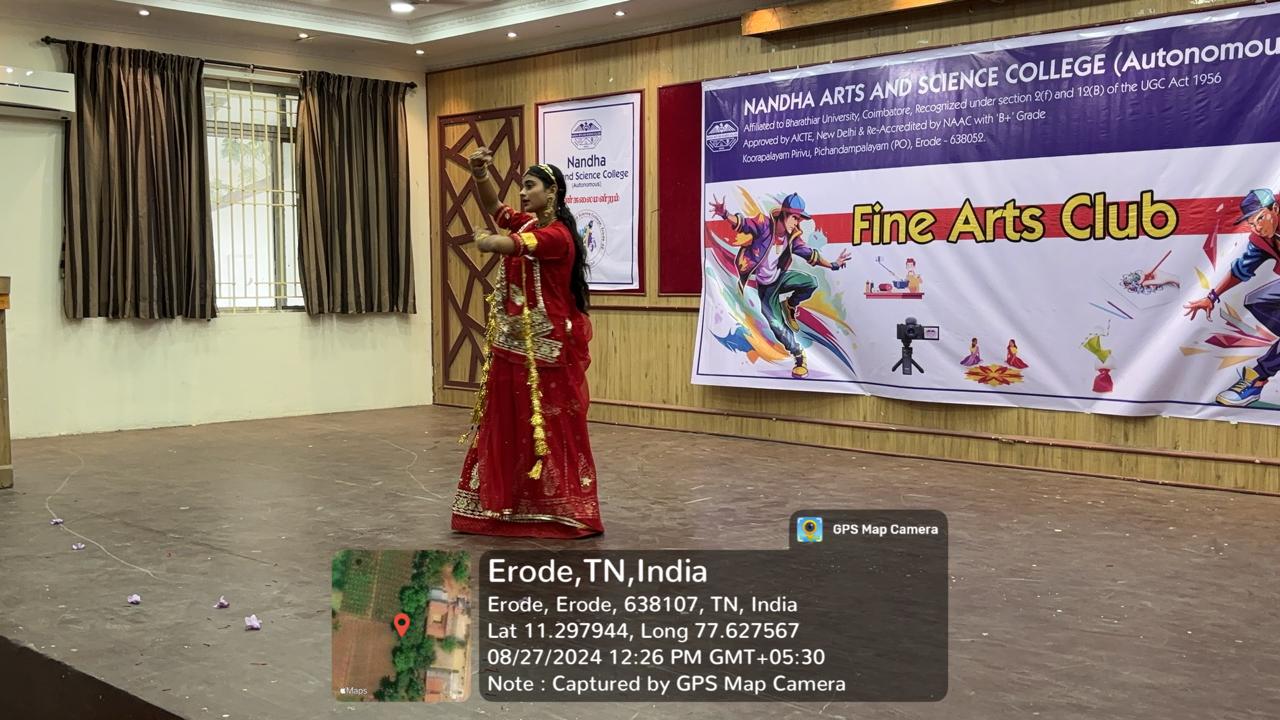 NANDHA ARTS AND SCIENCE COLLEGE (Autonomou
Affiliated to Bharathiar University, Coimbatore, Recognized under section 2(f) and 12(B) of the UGC Act 1956
Approved by AICTE, New Delhi & Re-Accredited by NAAC with 'B+' Grade
Koorapalayam Pirivu, Pichandampalayam (PO), Erode - 638052.
Fine Arts Club
Nandha
nd Science College
(Autonomous)
ண்கலைமன்றம்
GPS Map Camera
Erode,TN,India
Erode, Erode, 638107, TN, India
Lat 11.297944, Long 77.627567
08/27/2024 12:26 PM GMT+05:30
Note : Captured by GPS Map Camera
Maps